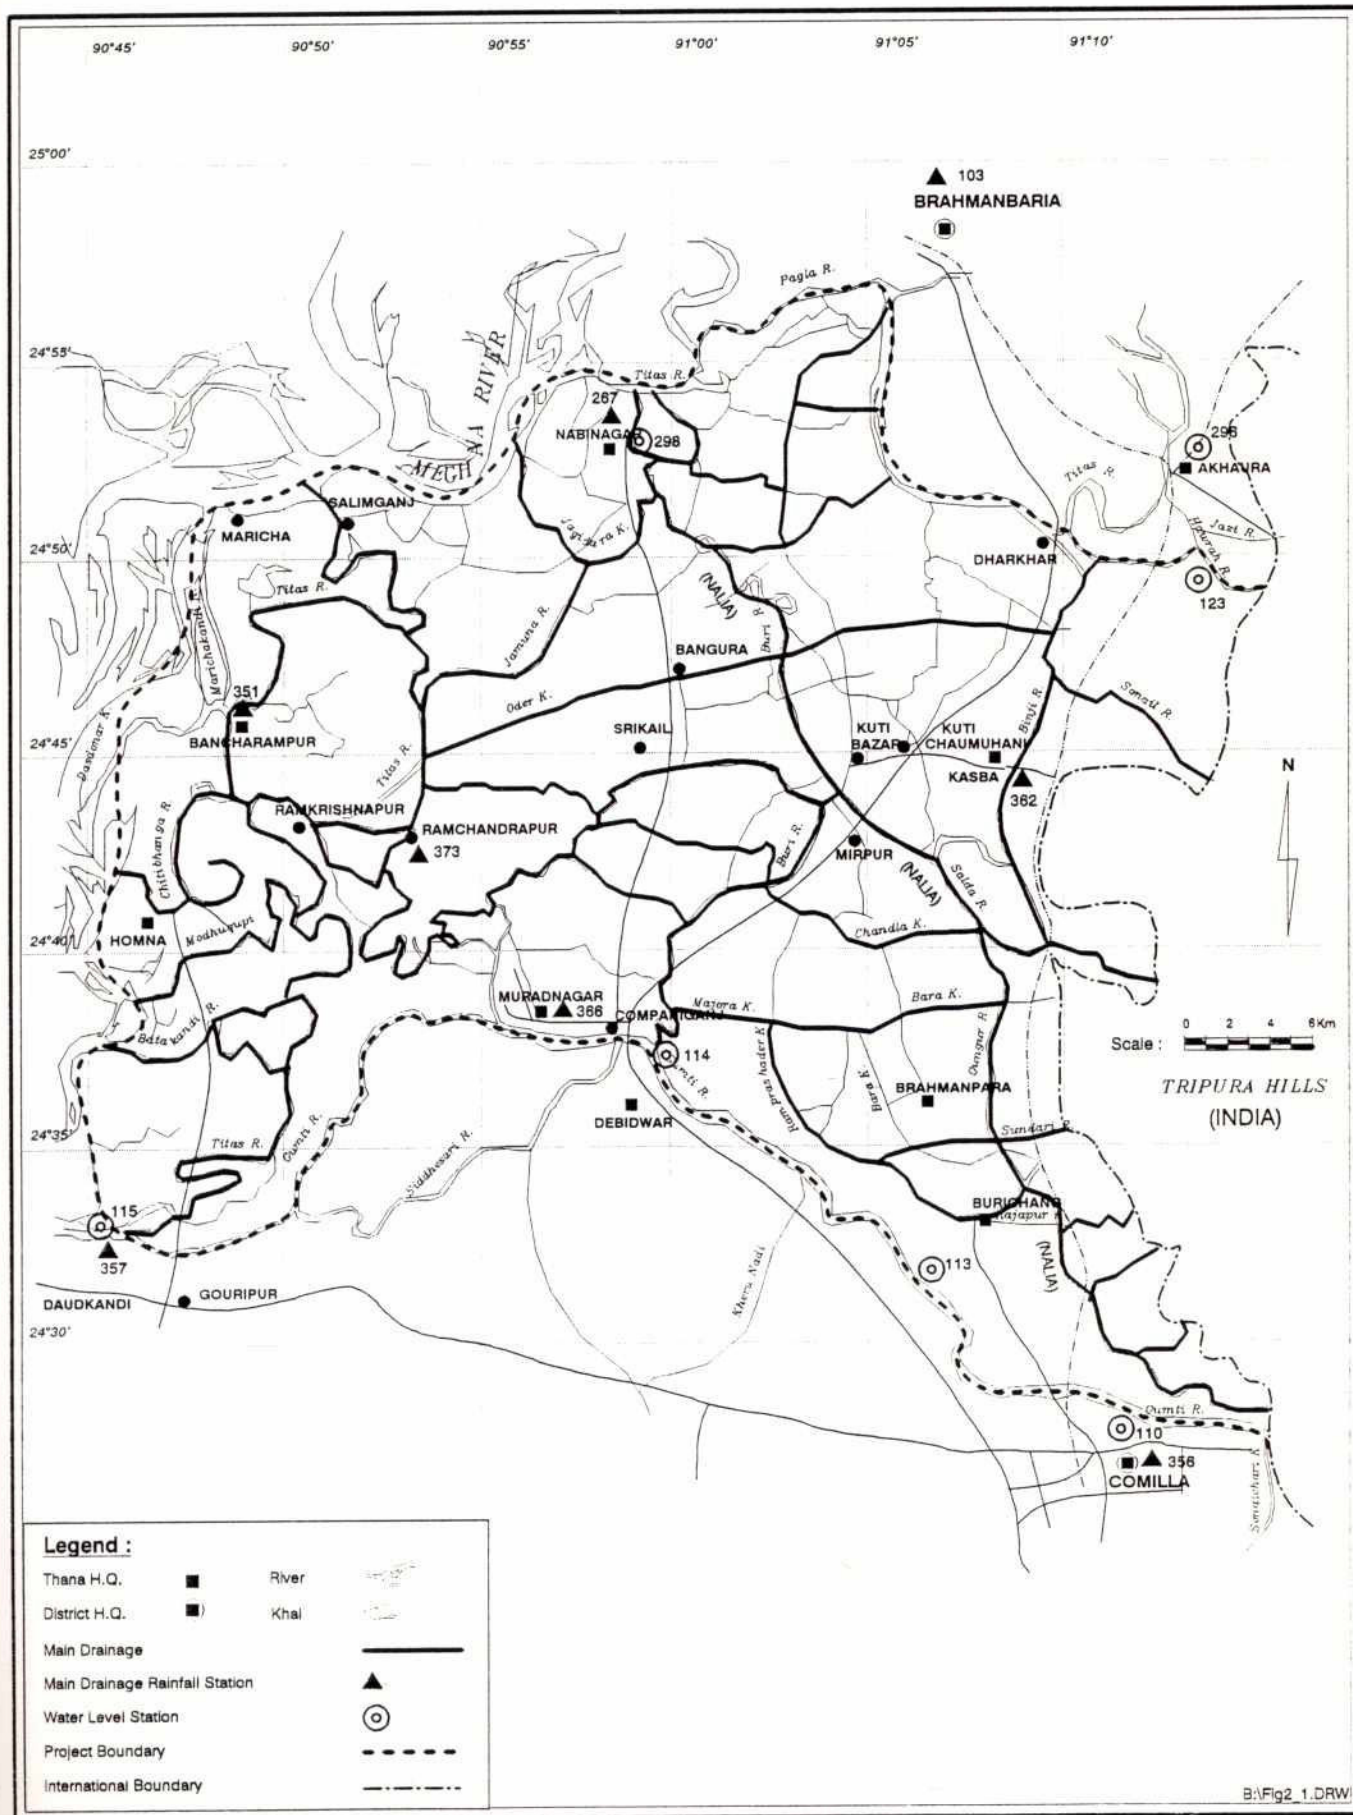 90°45' 90°50' 90°55' 91°00' 91°05' 91°10'
25°00'
103
BRAHMANBARIA
Pagla R.
24°55'
MEGHNA RIVER
Titas R.
267
NABINAGAR
298
296
AKHAURA
Titas R.
SALIMGANJ
MARICHA
Jazi R.
Howrah R.
24°50'
DHARKHAR
123
(NALIA)
Titas R.
Marichakandi R.
Jamuna R.
Buri R.
BANGURA
351
Oder K.
Binji R.
Sonail R.
BANCHARAMPUR
SRIKAIL
KUTI
BAZAR
KUTI
CHAUMUHANI
24°45'
Titas R.
KASBA
362
N
RAMKRISHNAPUR
RAMCHANDRAPUR
373
Chitibhanga R.
Buri R.
MIRPUR
(NALIA)
Salda R.
HOMNA
Chandla K.
24°40'
MURADNAGAR
366
COMPANIGANJ
Majora K.
Bara K.
0 2 4 6Km
Scale :
114
Bara K.
BRAHMANPARA
TRIPURA HILLS
(INDIA)
DEBIDWAR
24°35'
Titas R.
Gumti R.
Sundari R.
115
BURICHANG
357
113
(NALIA)
DAUDKANDI
GOURIPUR
Kheru Nadi
24°30'
Gumti R.
110
356
COMILLA
Legend :
Thana H.Q. River
District H.Q. Khal
Main Drainage
Main Drainage Rainfall Station
Water Level Station
Project Boundary
International Boundary
B:\Fig2_1.DRW